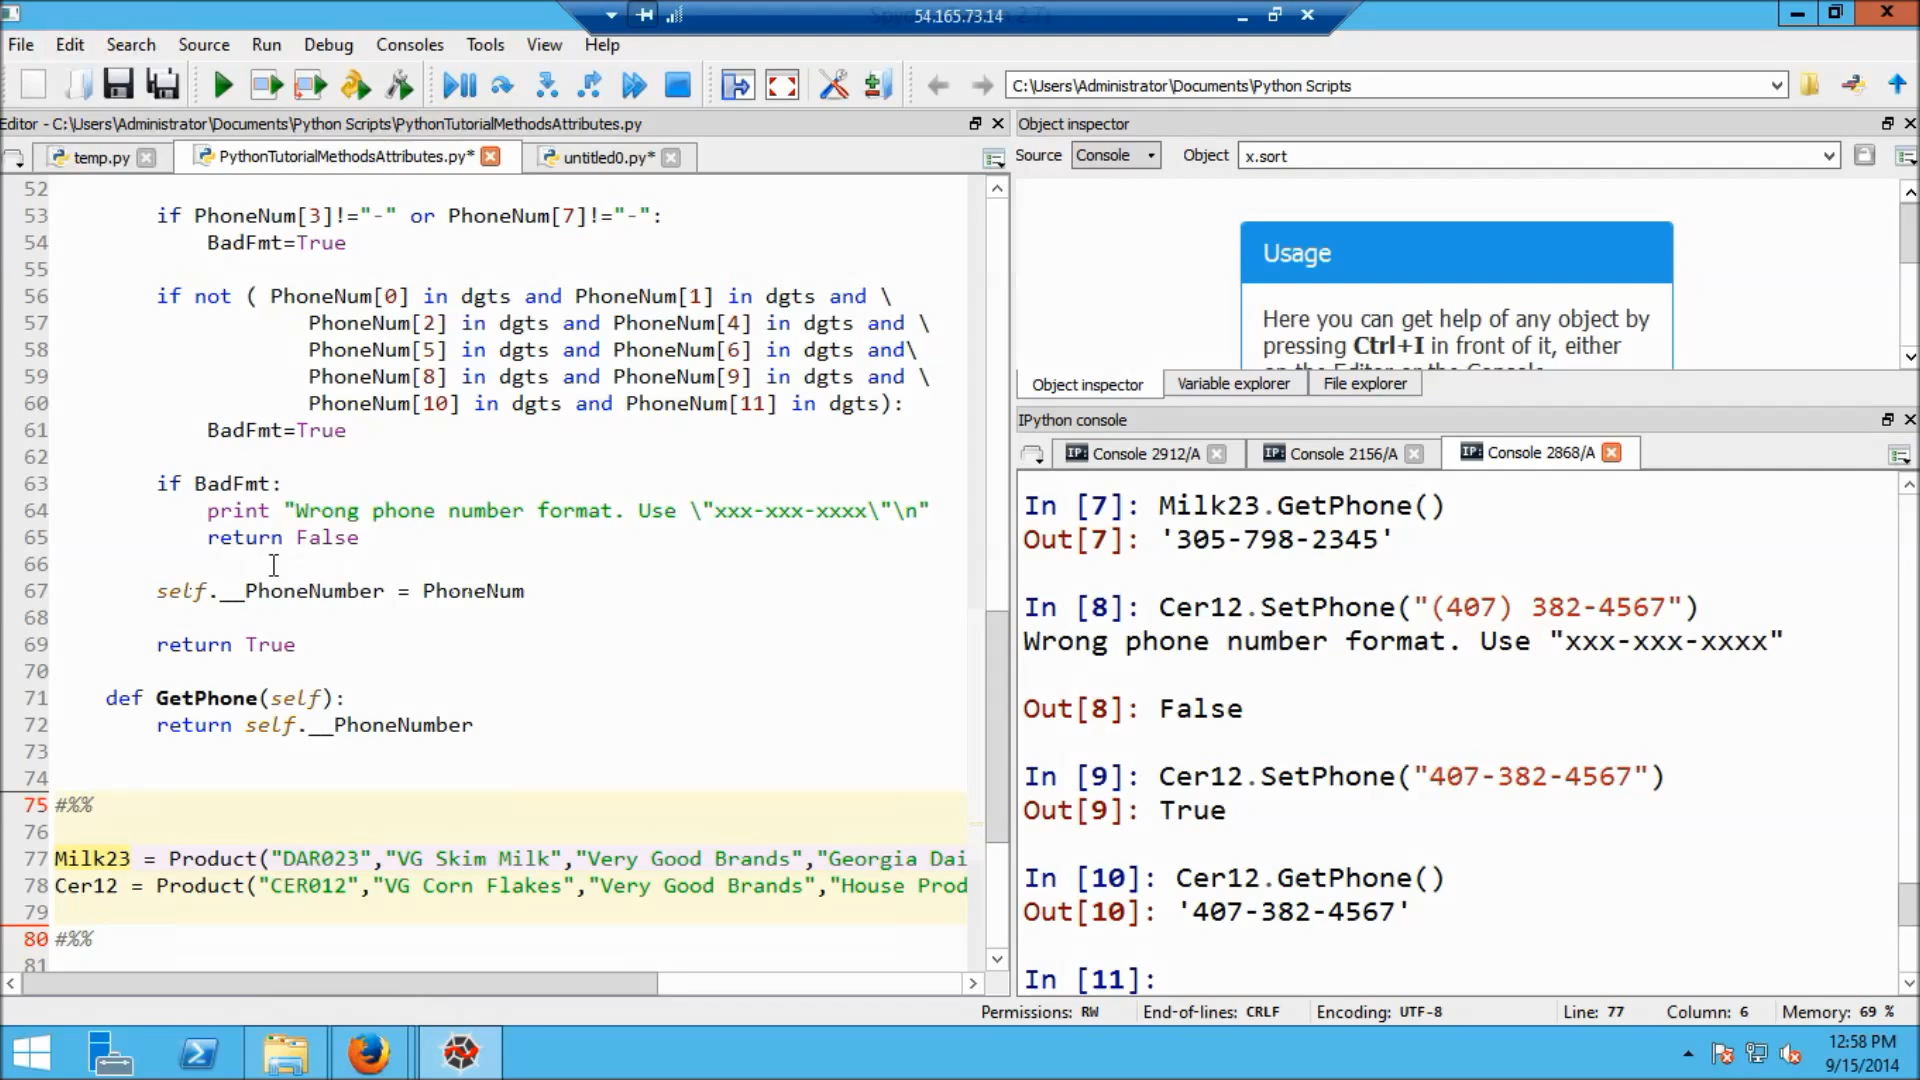 54.165.73.14
File Edit Search Source Run Debug Consoles Tools View Help
C:\Users\Administrator\Documents\Python Scripts
Editor - C:\Users\Administrator\Documents\Python Scripts\PythonTutorialMethodsAttributes.py
temp.py PythonTutorialMethodsAttributes.py* untitled0.py*
52
53 if PhoneNum[3]!="-" or PhoneNum[7]!="-":
54 BadFmt=True
55
56 if not ( PhoneNum[0] in dgts and PhoneNum[1] in dgts and \
57 PhoneNum[2] in dgts and PhoneNum[4] in dgts and \
58 PhoneNum[5] in dgts and PhoneNum[6] in dgts and\
59 PhoneNum[8] in dgts and PhoneNum[9] in dgts and \
60 PhoneNum[10] in dgts and PhoneNum[11] in dgts):
61 BadFmt=True
62
63 if BadFmt:
64 print "Wrong phone number format. Use \"xxx-xxx-xxxx\"\n"
65 return False
66
67 self.__PhoneNumber = PhoneNum
68
69 return True
70
71 def GetPhone(self):
72 return self.__PhoneNumber
73
74
75 #%%
76
77 Milk23 = Product("DAR023","VG Skim Milk","Very Good Brands","Georgia Dai
78 Cer12 = Product("CER012","VG Corn Flakes","Very Good Brands","House Prod
79
80 #%%
81
Object inspector
Source Console Object x.sort
Usage
Here you can get help of any object by
pressing Ctrl+I in front of it, either
on the Editor or the Console.
Object inspector Variable explorer File explorer
IPython console
IP: Console 2912/A IP: Console 2156/A IP: Console 2868/A
In [7]: Milk23.GetPhone()
Out[7]: '305-798-2345'
In [8]: Cer12.SetPhone("(407) 382-4567")
Wrong phone number format. Use "xxx-xxx-xxxx"
Out[8]: False
In [9]: Cer12.SetPhone("407-382-4567")
Out[9]: True
In [10]: Cer12.GetPhone()
Out[10]: '407-382-4567'
In [11]:
Permissions: RW End-of-lines: CRLF Encoding: UTF-8 Line: 77 Column: 6 Memory: 69 %
12:58 PM
9/15/2014